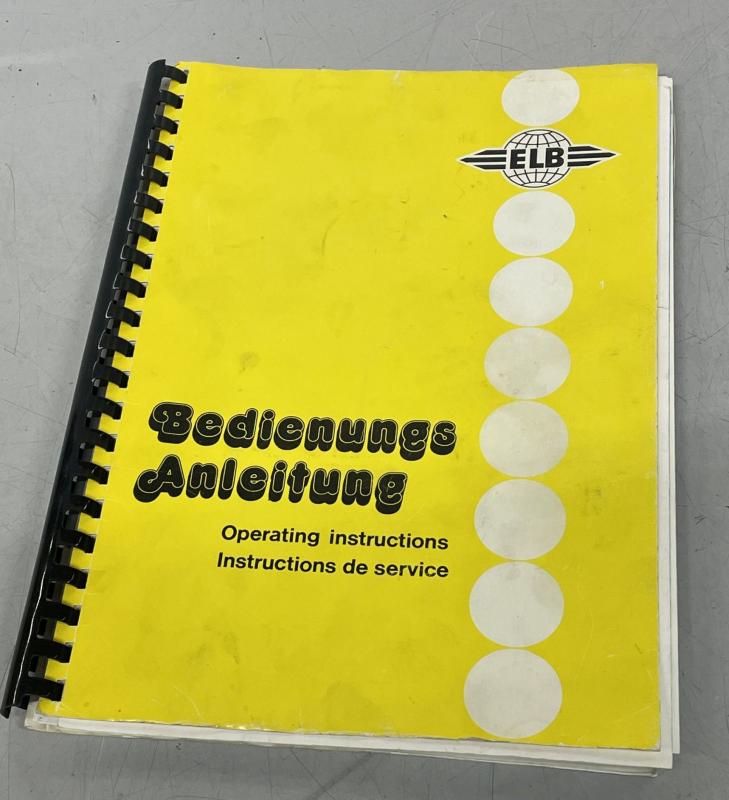 ELB
Bedienungs
Anleitung
Operating instructions
Instructions de service